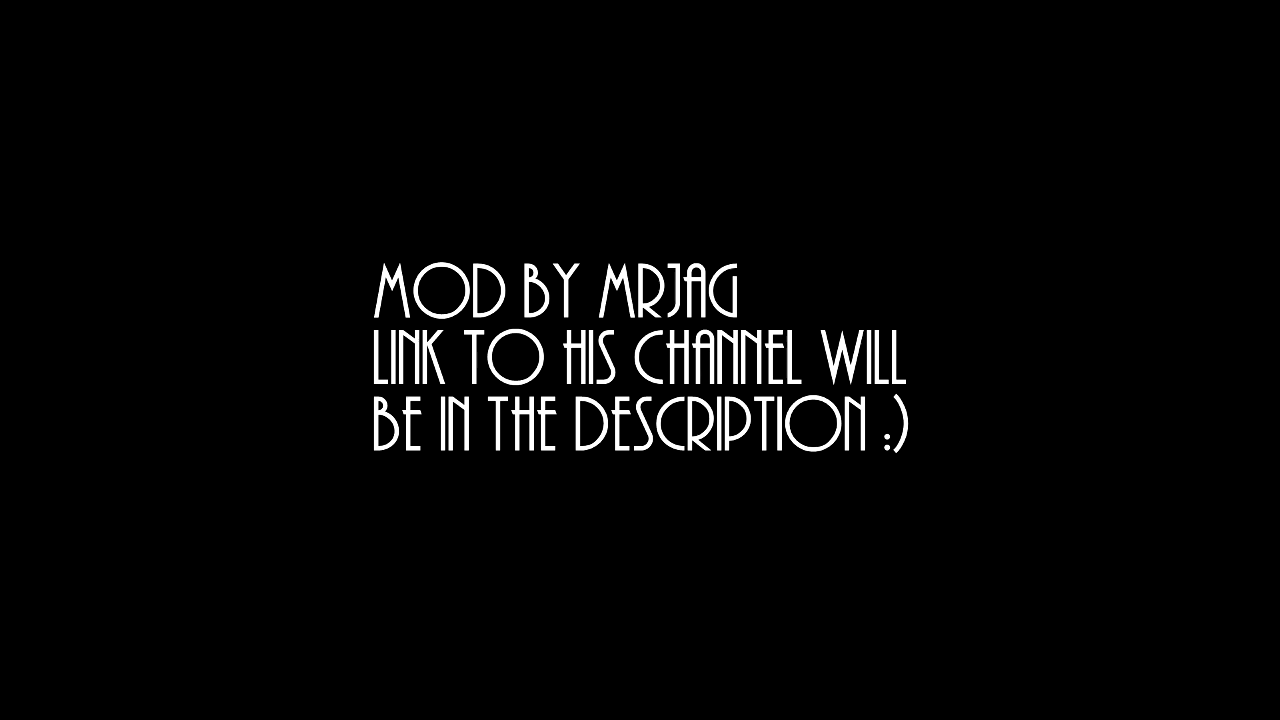 MOD BY MRJAG
LINK TO HIS CHANNEL WILL
BE IN THE DESCRIPTION :)